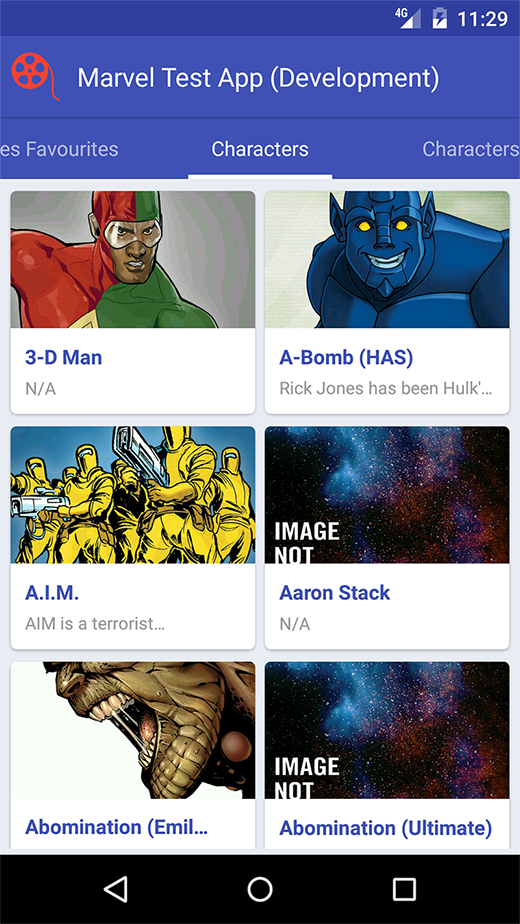 4G 11:29
Marvel Test App (Development)
es Favourites Characters Characters
3-D Man
N/A
A-Bomb (HAS)
Rick Jones has been Hulk'...
IMAGE
NOT
A.I.M.
AIM is a terrorist...
Aaron Stack
N/A
IMAGE
NOT
Abomination (Emil...
Abomination (Ultimate)